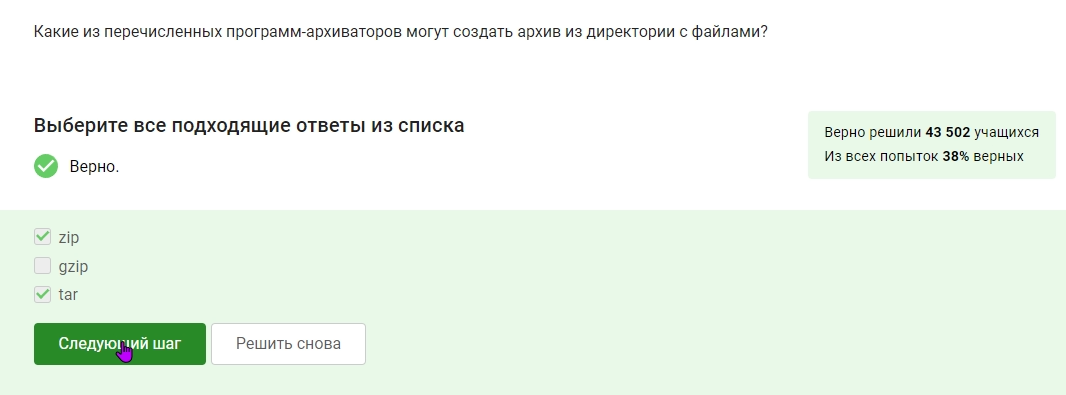 Какие из перечисленных программ-архиваторов могут создать архив из директории с файлами?
Выберите все подходящие ответы из списка
Верно решили 43 502 учащихся
Из всех попыток 38% верных
Верно.
zip
gzip
tar
Следующий шаг
Решить снова